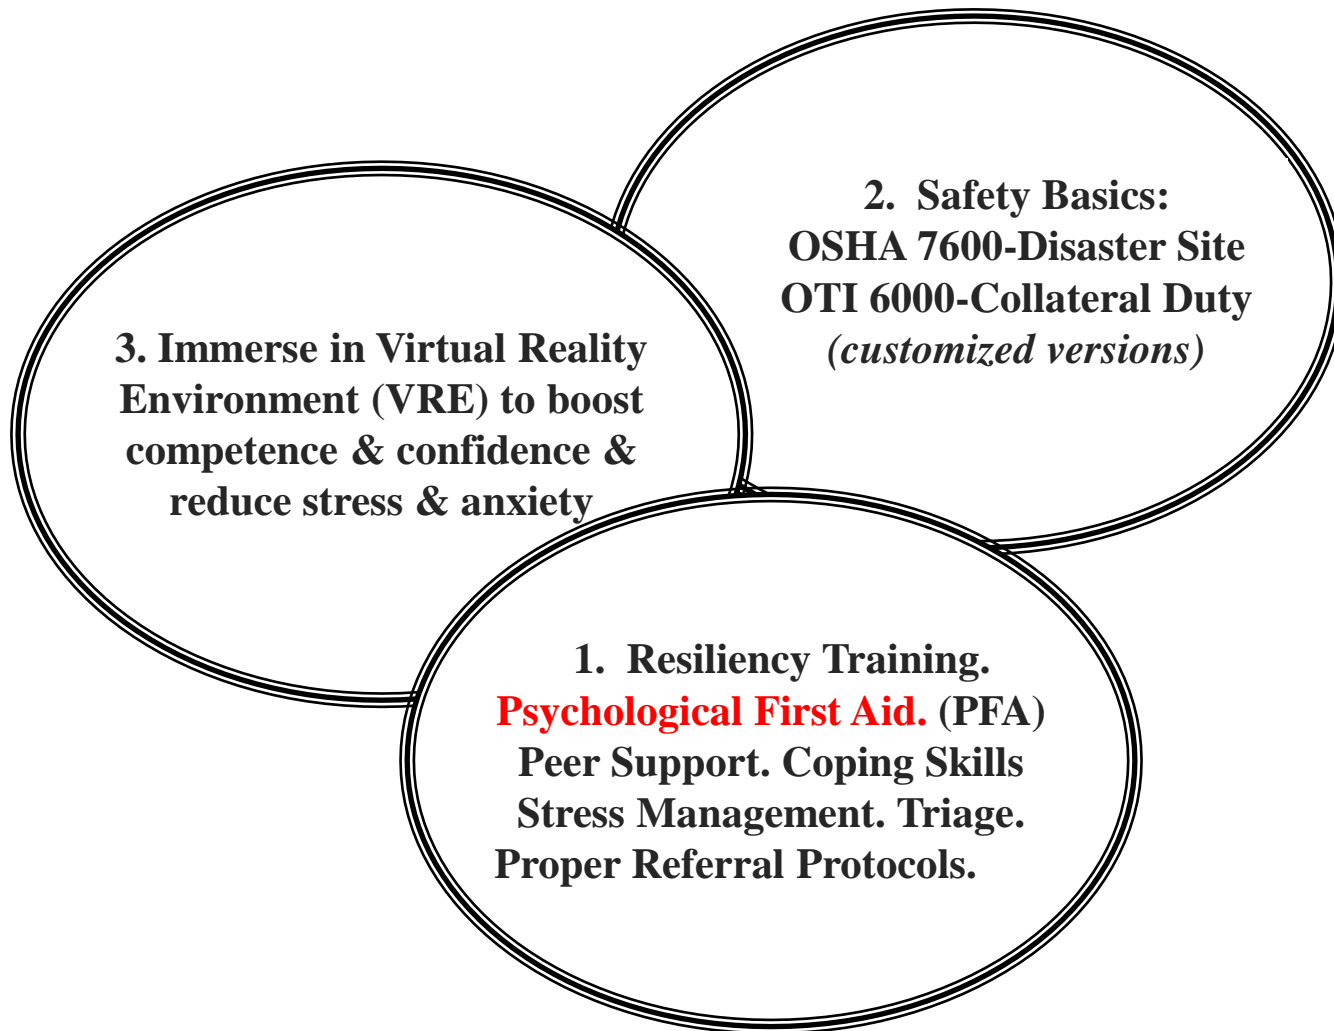 2. Safety Basics:
OSHA 7600-Disaster Site
OTI 6000-Collateral Duty
(customized versions)
3. Immerse in Virtual Reality
Environment (VRE) to boost
competence & confidence &
reduce stress & anxiety
1. Resiliency Training.
Psychological First Aid. (PFA)
Peer Support. Coping Skills
Stress Management. Triage.
Proper Referral Protocols.